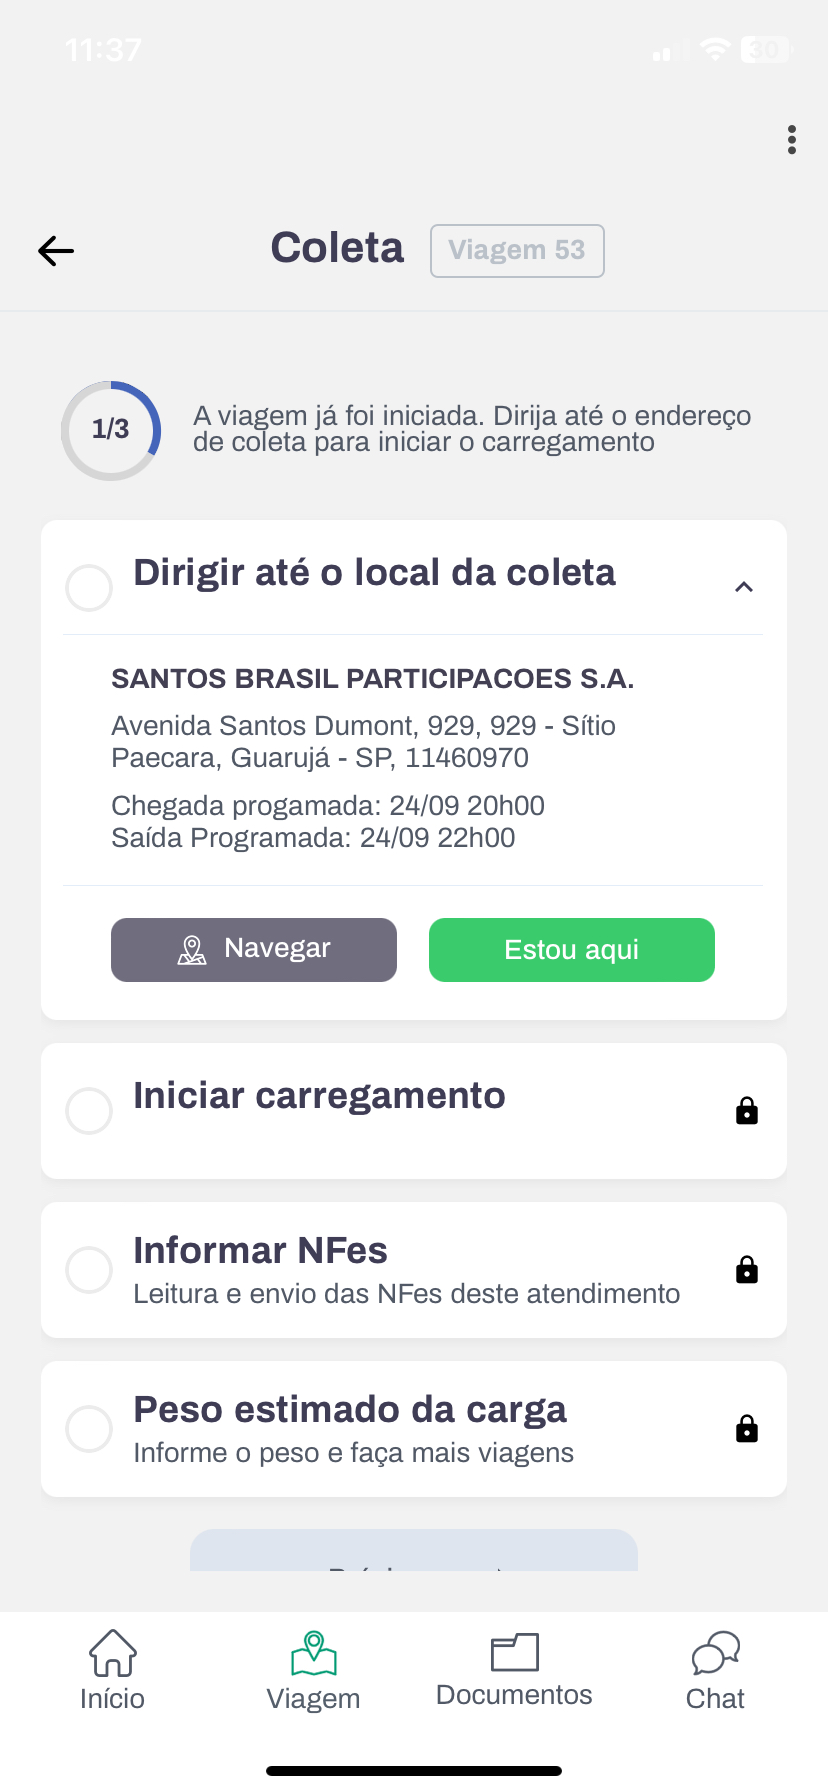 11:37
30
Coleta
Viagem 53
1/3
A viagem já foi iniciada. Dirija até o endereço
de coleta para iniciar o carregamento
Dirigir até o local da coleta
SANTOS BRASIL PARTICIPACOES S.A.
Avenida Santos Dumont, 929, 929 - Sítio
Paecara, Guarujá - SP, 11460970
Chegada progamada: 24/09 20h00
Saída Programada: 24/09 22h00
Navegar
Estou aqui
Iniciar carregamento
Informar NFes
Leitura e envio das NFes deste atendimento
Peso estimado da carga
Informe o peso e faça mais viagens
Início
Viagem
Documentos
Chat